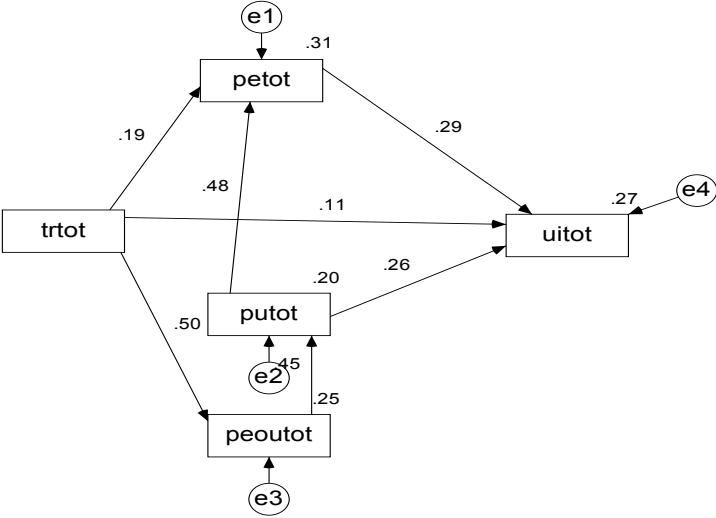 e1
.31
petot
.19
.29
.48
.27
e4
.11
trtot
uitot
.26
.20
putot
.50
.45
e2
.25
peoutot
e3